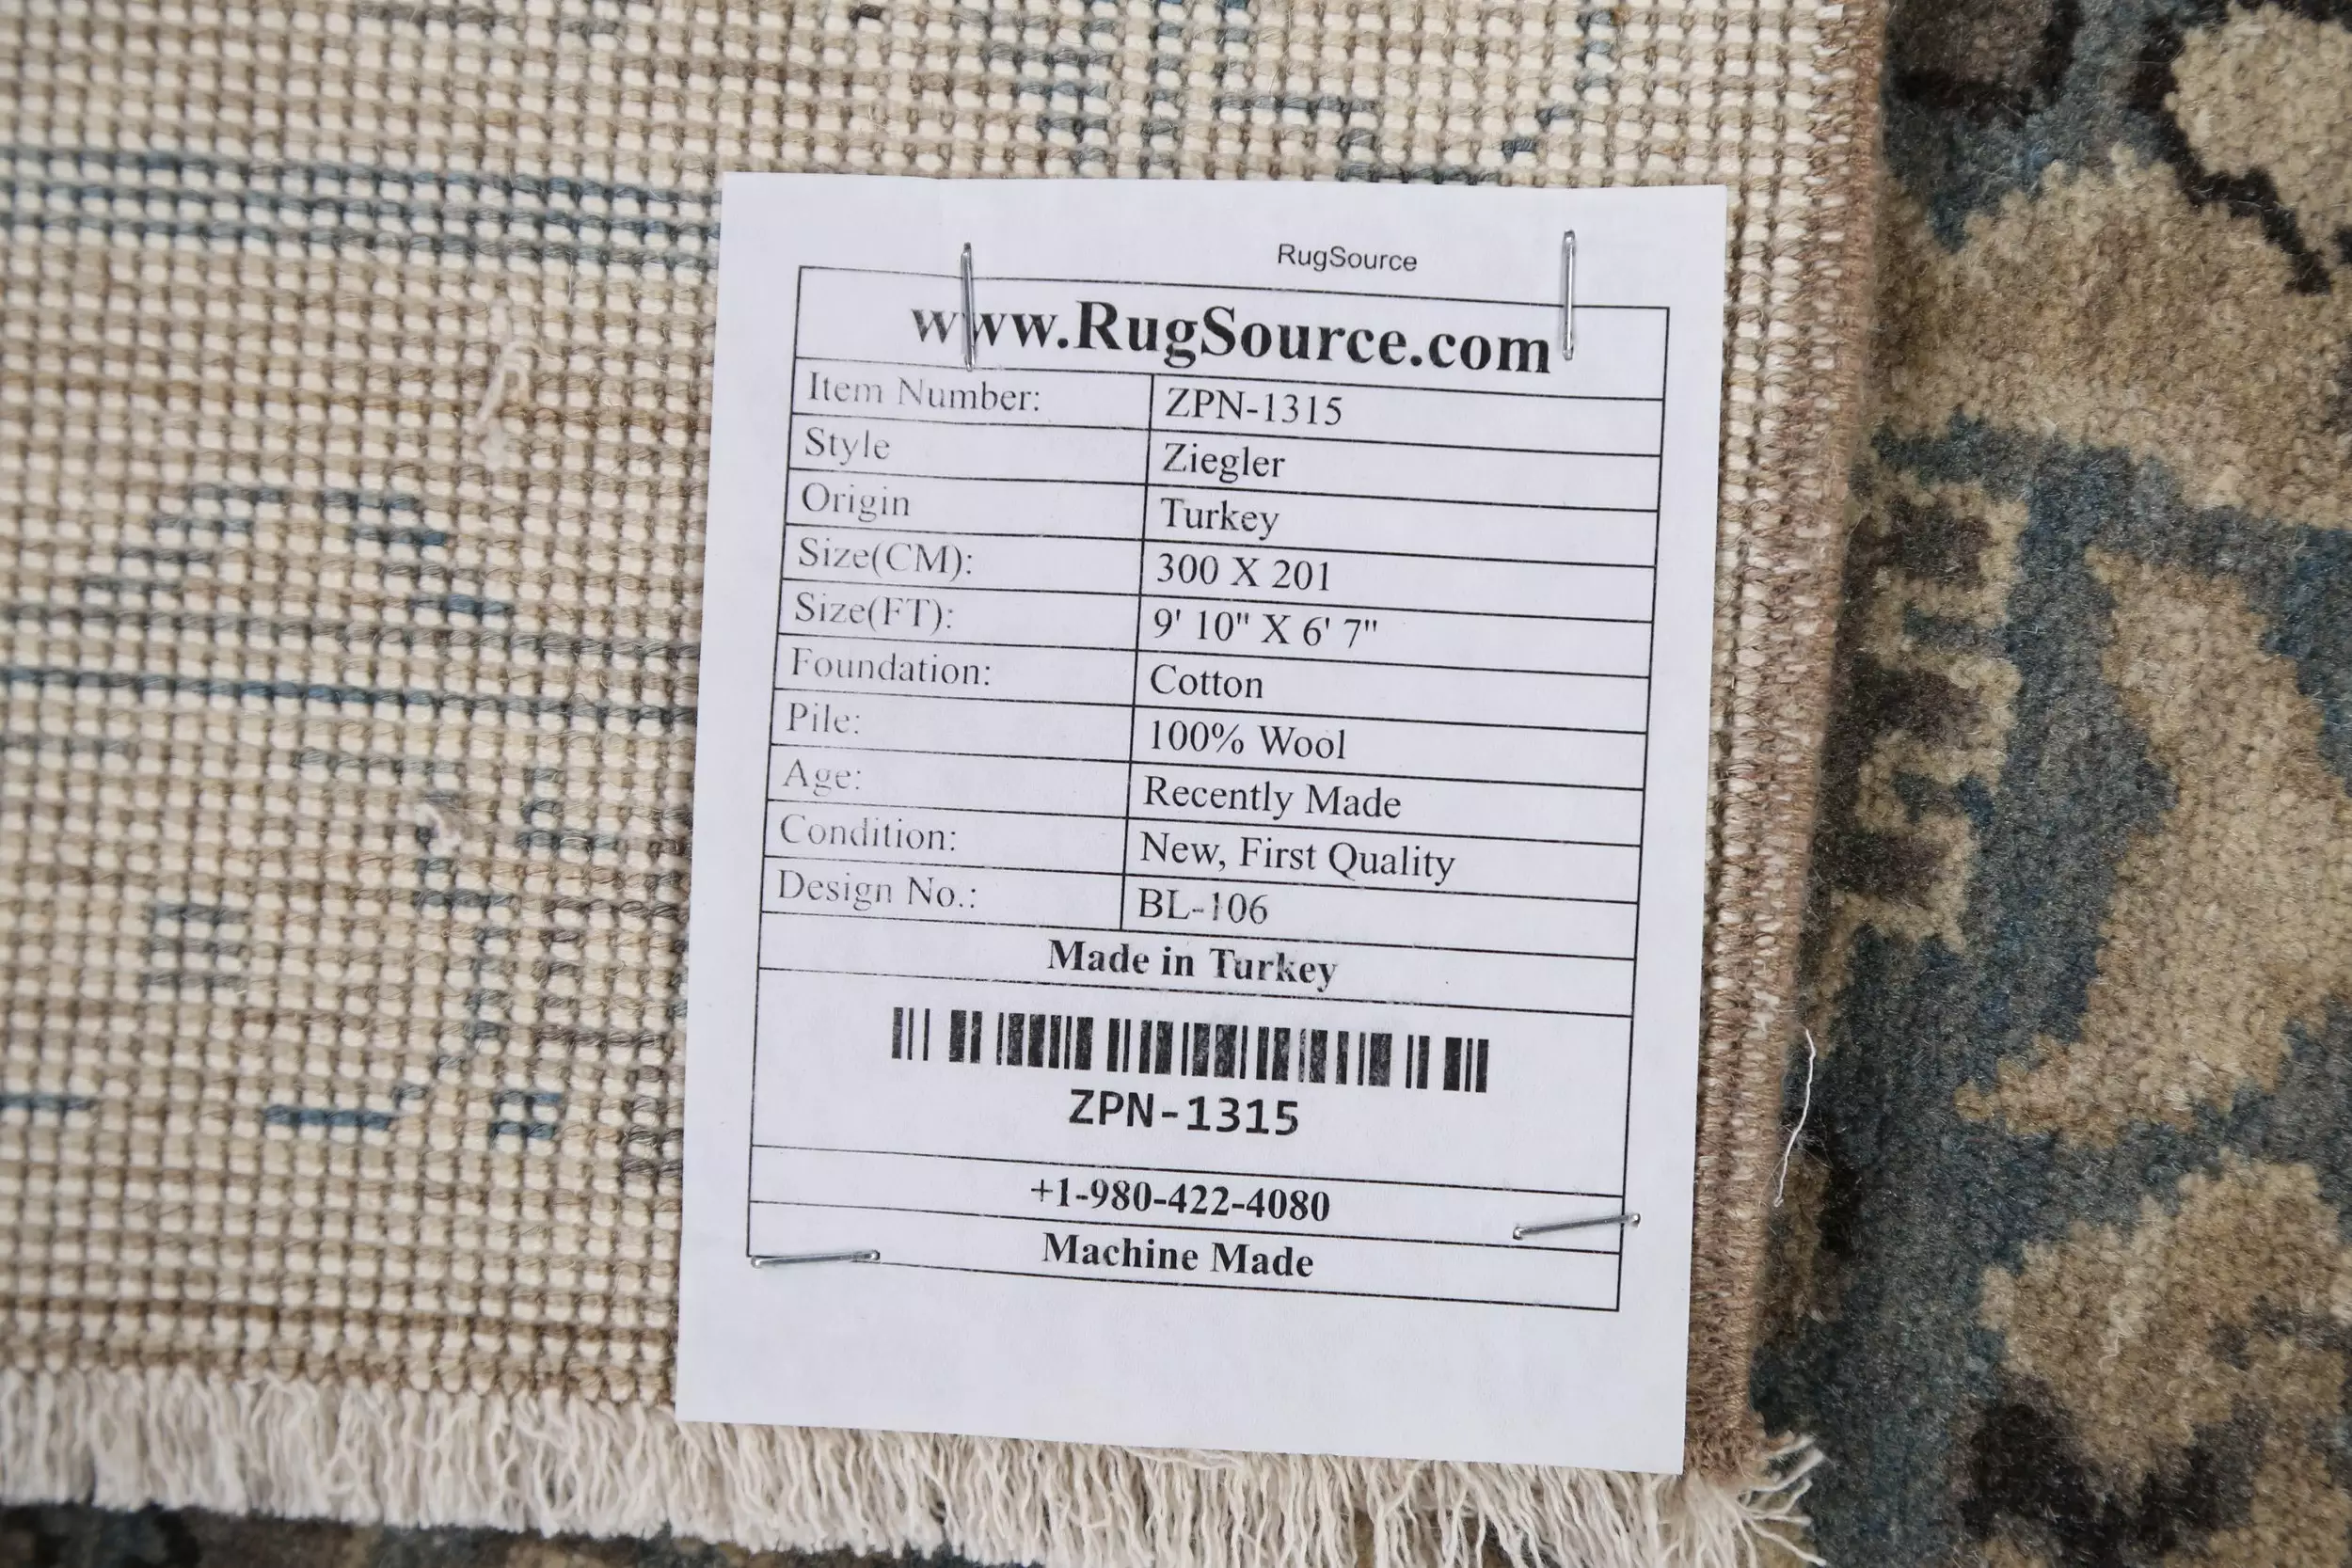 RugSource
www.RugSource.com
Item Number: ZPN-1315
Style Ziegler
Origin Turkey
Size(CM): 300 X 201
Size(FT): 9' 10" X 6' 7"
Foundation: Cotton
Pile: 100% Wool
Age: Recently Made
Condition: New, First Quality
Design No.: BL-106
Made in Turkey
ZPN-1315
+1-980-422-4080
Machine Made